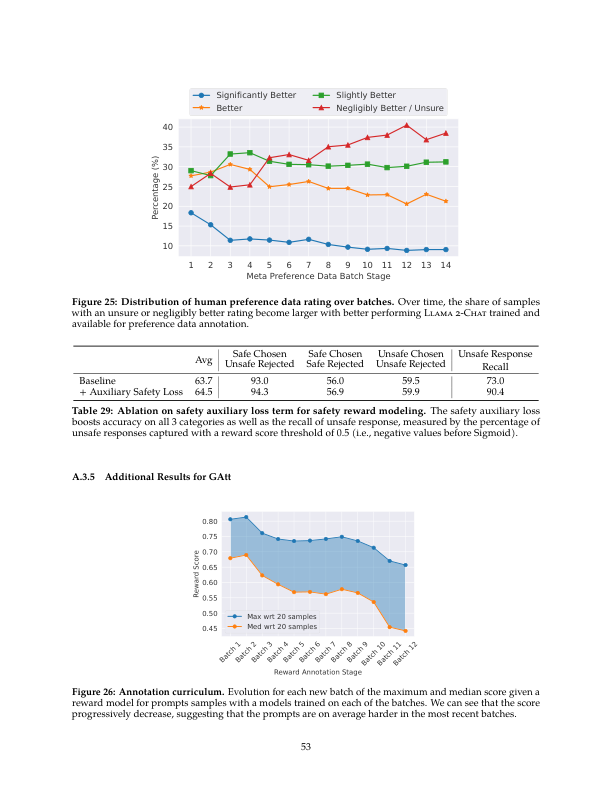 Significantly Better
Better
Slightly Better
Negligibly Better / Unsure
40
35
30
25
20
15
10
Percentage (%)
1 2 3 4 5 6 7 8 9 10 11 12 13 14
Meta Preference Data Batch Stage
Figure 25: Distribution of human preference data rating over batches. Over time, the share of samples
with an unsure or negligibly better rating become larger with better performing Llama 2-Chat trained and
available for preference data annotation.
Avg Safe Chosen Safe Chosen Unsafe Chosen Unsafe Response
Unsafe Rejected Safe Rejected Unsafe Rejected Recall
Baseline 63.7 93.0 56.0 59.5 73.0
+ Auxiliary Safety Loss 64.5 94.3 56.9 59.9 90.4
Table 29: Ablation on safety auxiliary loss term for safety reward modeling. The safety auxiliary loss
boosts accuracy on all 3 categories as well as the recall of unsafe response, measured by the percentage of
unsafe responses captured with a reward score threshold of 0.5 (i.e., negative values before Sigmoid).
A.3.5 Additional Results for GAtt
0.80
0.75
0.70
0.65
0.60
0.55
0.50
0.45
Reward Score
Max wrt 20 samples
Med wrt 20 samples
Batch 1 Batch 2 Batch 3 Batch 4 Batch 5 Batch 6 Batch 7 Batch 8 Batch 9 Batch 10 Batch 11 Batch 12
Reward Annotation Stage
Figure 26: Annotation curriculum. Evolution for each new batch of the maximum and median score given a
reward model for prompts samples with a models trained on each of the batches. We can see that the score
progressively decrease, suggesting that the prompts are on average harder in the most recent batches.
53